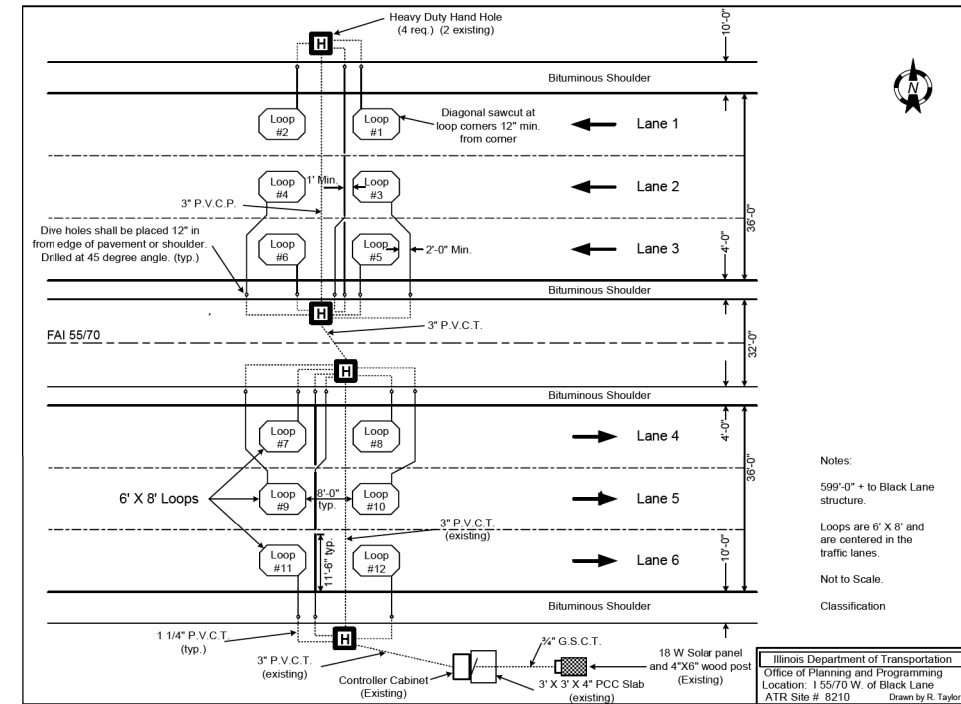 Heavy Duty Hand Hole
(4 req.) (2 existing)
10'-0"
H
N
Bituminous Shoulder
Loop
#2
Loop
#1
Diagonal sawcut at
loop corners 12" min.
from corner
Lane 1
Loop
#4
1' Min.
Loop
#3
Lane 2
3" P.V.C.P.
36'-0"
Dive holes shall be placed 12" in
from edge of pavement or shoulder.
Drilled at 45 degree angle. (typ.)
Loop
#6
Loop
#5
2'-0" Min.
Lane 3
4'-0"
Bituminous Shoulder
H
3" P.V.C.T.
FAI 55/70
32'-0"
H
Bituminous Shoulder
Loop
#7
Loop
#8
Lane 4
4'-0"
36'-0"
6' X 8' Loops
Loop
#9
8'-0"
typ.
Loop
#10
Lane 5
3" P.V.C.T.
(existing)
Loop
#11
11'-6" typ.
Loop
#12
Lane 6
10'-0"
Bituminous Shoulder
Notes:
599'-0" + to Black Lane
structure.
Loops are 6' X 8' and
are centered in the
traffic lanes.
Not to Scale.
Classification
1 1/4" P.V.C.T.
(typ.)
H
3" P.V.C.T.
(existing)
Controller Cabinet
(Existing)
¾" G.S.C.T.
3' X 3' X 4" PCC Slab
(existing)
18 W Solar panel
and 4"X6" wood post
(Existing)
Illinois Department of Transportation
Office of Planning and Programming
Location: I 55/70 W. of Black Lane
ATR Site # 8210 Drawn by R. Taylor